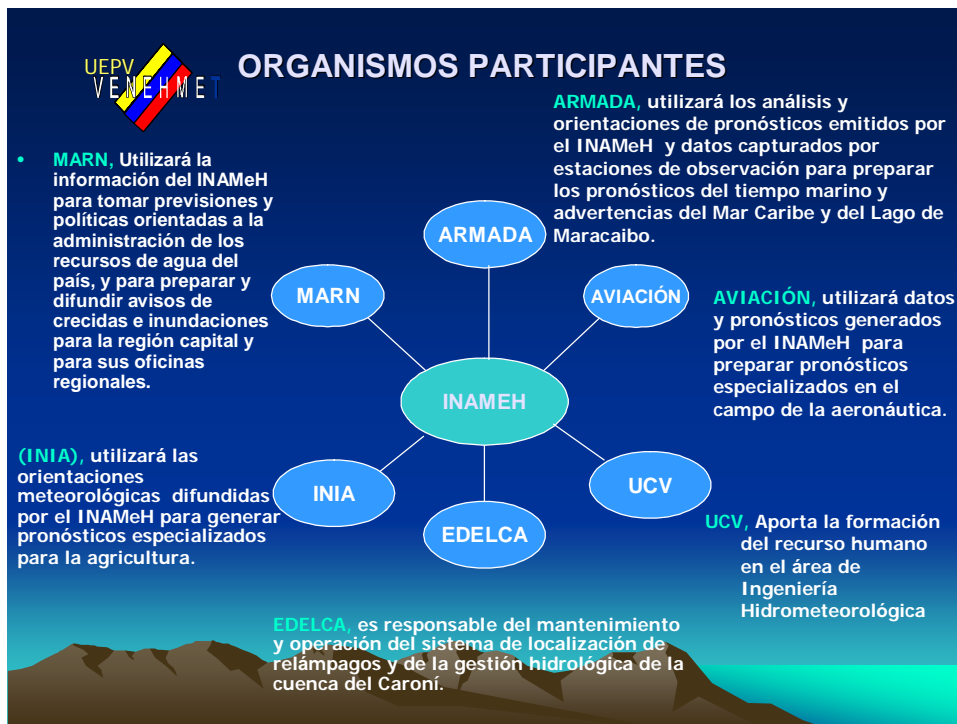 UEPV
VENEHMET
ORGANISMOS PARTICIPANTES
ARMADA, utilizará los análisis y
orientaciones de pronósticos emitidos por
el INAMeH y datos capturados por
estaciones de observación para preparar
los pronósticos del tiempo marino y
advertencias del Mar Caribe y del Lago de
Maracaibo.
• MARN, Utilizará la
información del INAMeH
para tomar previsiones y
políticas orientadas a la
administración de los
recursos de agua del
país, y para preparar y
difundir avisos de
crecidas e inundaciones
para la región capital y
para sus oficinas
regionales.
ARMADA
MARN
AVIACIÓN
AVIACIÓN, utilizará datos
y pronósticos generados
por el INAMeH para
preparar pronósticos
especializados en el
campo de la aeronáutica.
INAMEH
(INIA), utilizará las
orientaciones
meteorológicas difundidas
por el INAMeH para generar
pronósticos especializados
para la agricultura.
INIA
UCV
EDELCA
UCV, Aporta la formación
del recurso humano
en el área de
Ingeniería
Hidrometeorológica
EDELCA, es responsable del mantenimiento
y operación del sistema de localización de
relámpagos y de la gestión hidrológica de la
cuenca del Caroní.